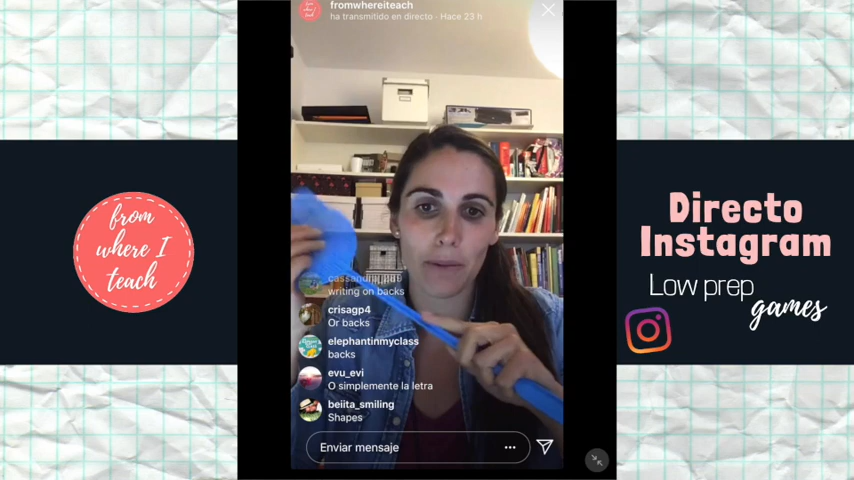 fromwhereiteach
ha transmitido en directo · Hace 23 h
from
where I
teach
Directo
Instagram
Low prep
games
writing on backs
crisagp4
Or backs
elephantinmyclass
backs
evu_evi
O simplemente la letra
beiita_smiling
Shapes
Enviar mensaje